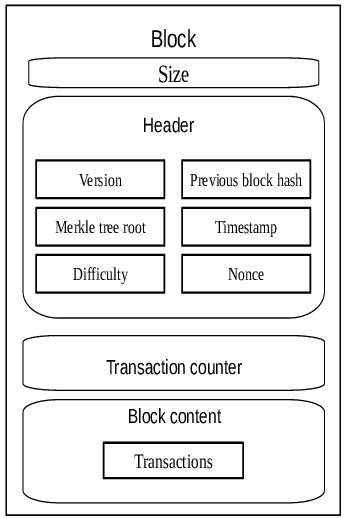 Block
Size
Header
Version
Previous block hash
Merkle tree root
Timestamp
Difficulty
Nonce
Transaction counter
Block content
Transactions